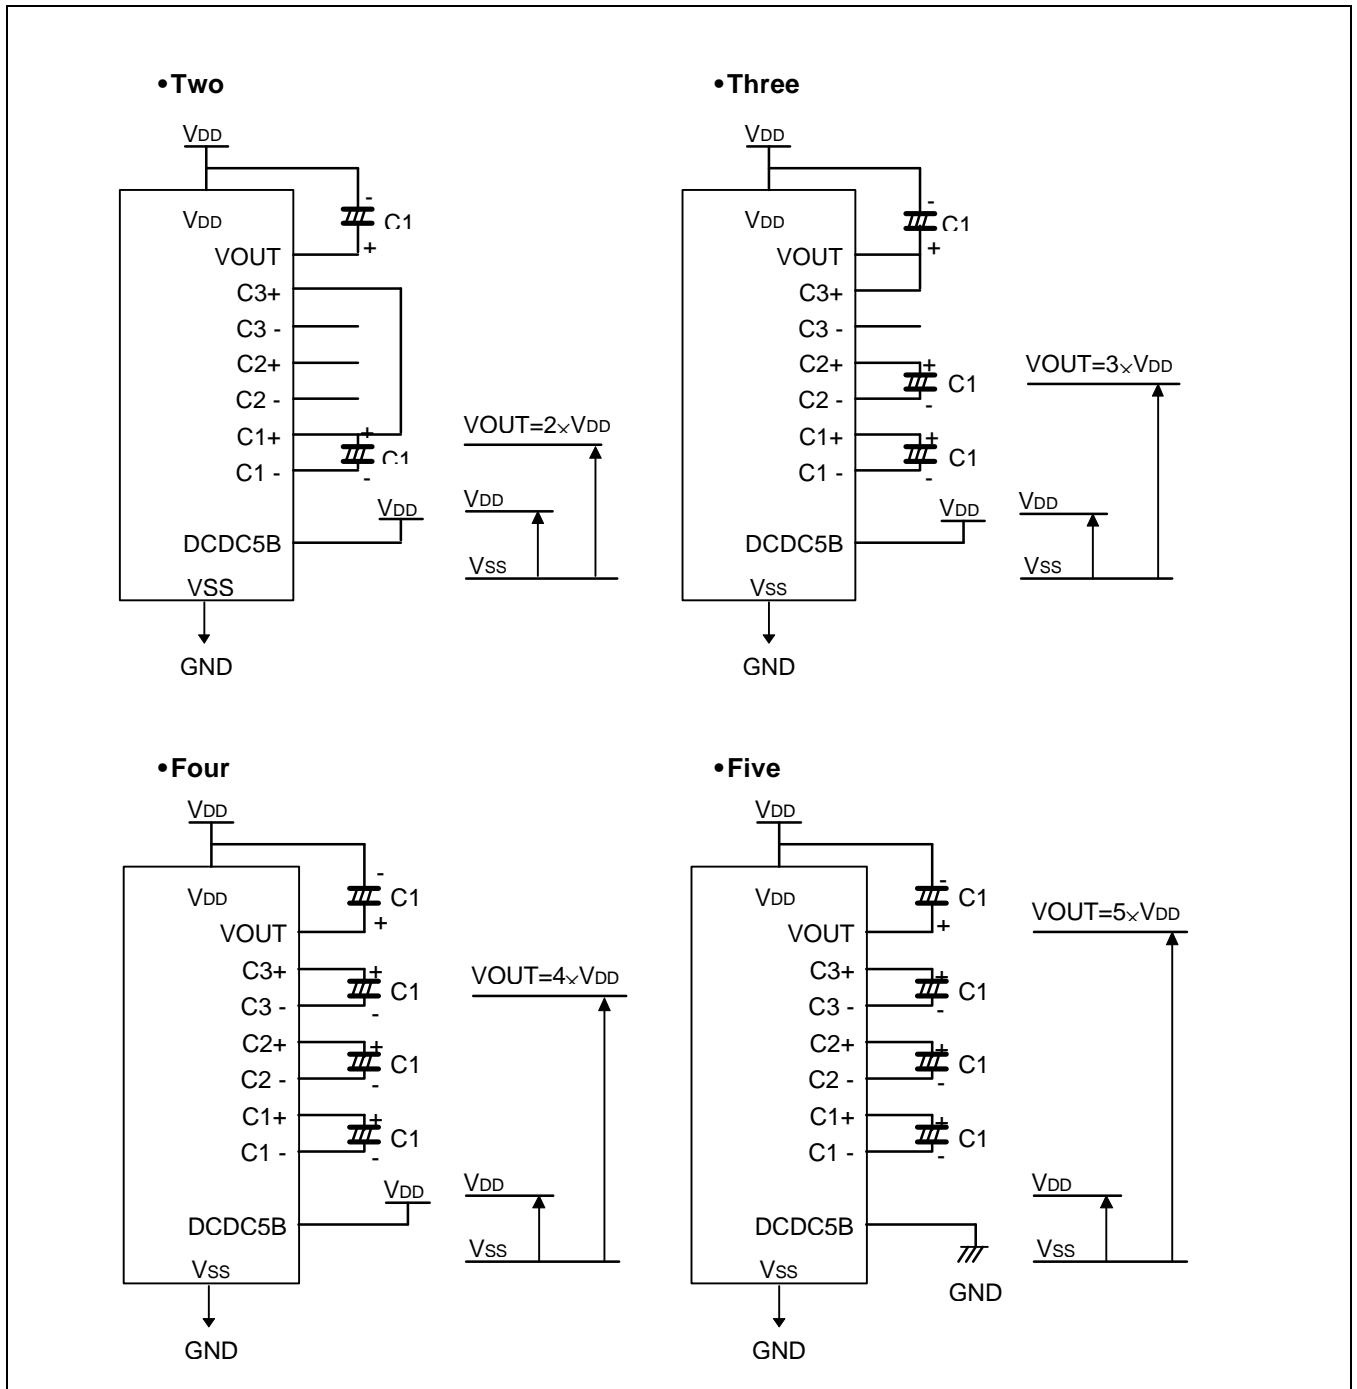 •Two
VDD
VDD
- C1
VOUT +
C3+
C3 -
C2+
C2 -
C1+ +
C1
C1 - -
VDD
DCDC5B
VSS
GND
VOUT=2×VDD
VDD
VSS
•Three
VDD
VDD
- C1
VOUT +
C3+
C3 -
C2+ +
C1
C2 - -
C1+ +
C1
C1 - -
VDD
DCDC5B
VSS
GND
VOUT=3×VDD
VDD
VSS
•Four
VDD
VDD
- C1
VOUT +
C3+ +
C1
C3 - -
C2+ +
C1
C2 - -
C1+ +
C1
C1 - -
VDD
DCDC5B
VSS
GND
VOUT=4×VDD
VDD
VSS
•Five
VDD
VDD
- C1
VOUT +
C3+ +
C1
C3 - -
C2+ +
C1
C2 - -
C1+ +
C1
C1 - -
DCDC5B
GND
VSS
GND
VOUT=5×VDD
VDD
VSS